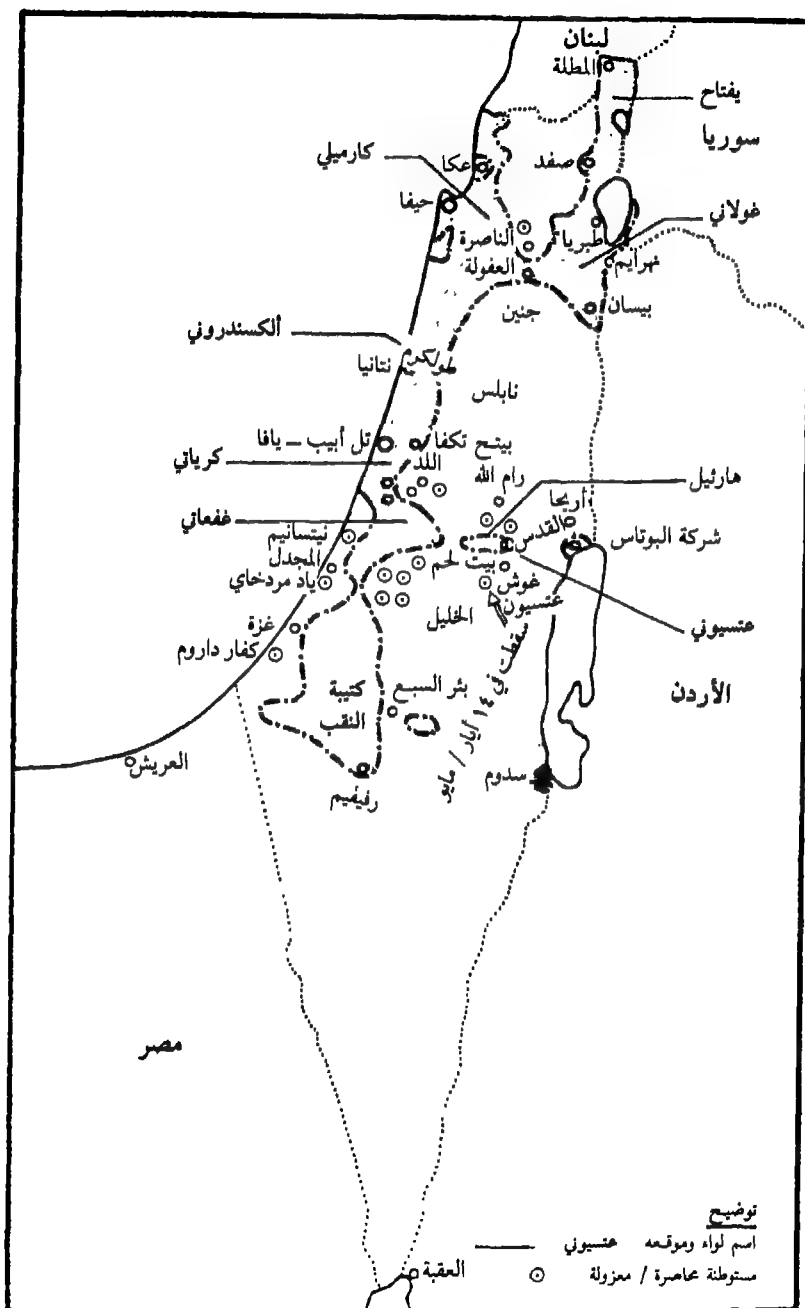 لبنان
المطلة
يفتاح
سوريا
كارميلي
عكا
صفد
حيفا
غولاني
الناصرة
طبريا
نهرايم
العفولة
بيسان
جنين
ألكسندروني
طولكرم
نتانيا
نابلس
تل أبيب – يافا
بيتح تكفا
كرياتي
اللد
رام الله
هارئيل
أريحا
غفعاتي
القدس
شركة البوتاس
نيتسانيم
المجدل
بيت لحم
ياد مردخاي
غوش
عتسيون
سقطت في ١٤ أيار / مايو
عتسيوني
الخليل
غزة
كفار داروم
الأردن
بئر السبع
كتيبة
النقب
العريش
رفيفيم
سدوم
مصر
توضيح
اسم لواء وموقعه عتسيوني
مستوطنة محاصرة / معزولة
العقبة